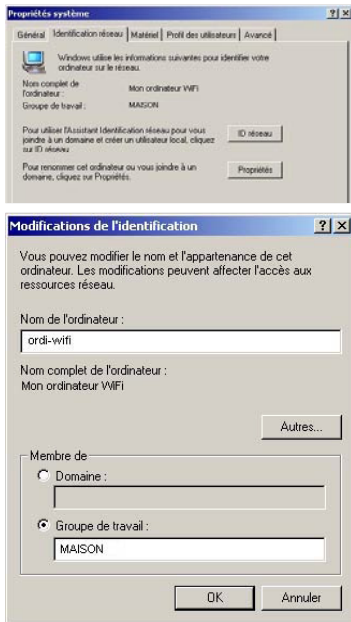 Propriétés système
Général Identification réseau Matériel Profil des utilisateurs Avancé
Windows utilise les informations suivantes pour identifier votre
ordinateur sur le réseau.
Nom complet de
l'ordinateur :
Mon ordinateur WiFi
Groupe de travail : MAISON
Pour utiliser l'Assistant Identification réseau pour vous
joindre à un domaine et créer un utilisateur local, cliquez
sur ID réseau
ID réseau
Pour renommer cet ordinateur ou vous joindre à un
domaine, cliquez sur Propriétés.
Propriétés
Modifications de l'identification
Vous pouvez modifier le nom et l'appartenance de cet
ordinateur. Les modifications peuvent affecter l'accès aux
ressources réseau.
Nom de l'ordinateur :
ordi-wifi
Nom complet de l'ordinateur :
Mon ordinateur WiFi
Autres...
Membre de
Domaine :
Groupe de travail :
MAISON
OK Annuler